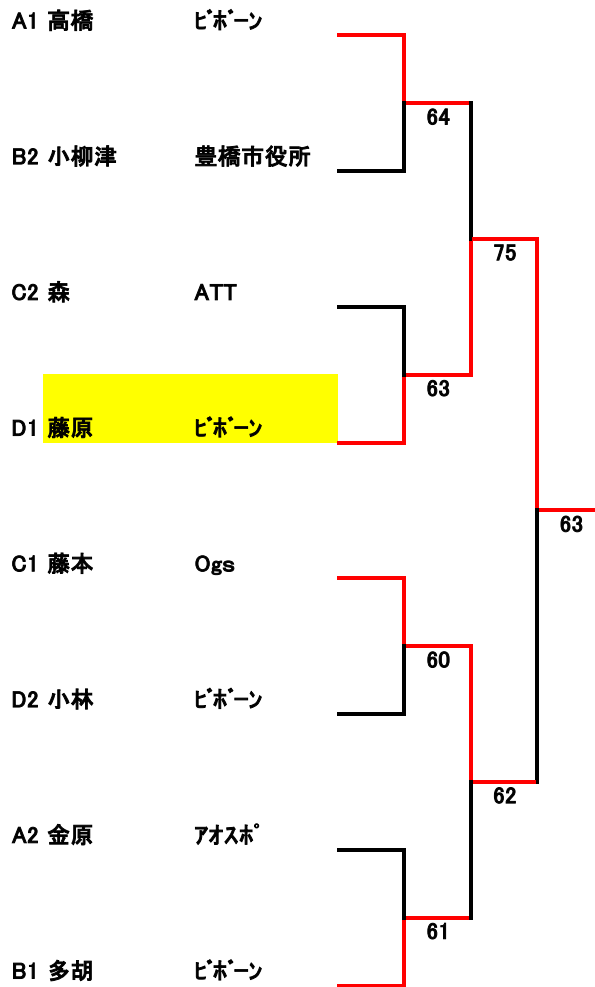 A1 高橋 ﾋﾞﾎﾞｰﾝ
64
B2 小柳津 豊橋市役所
75
C2 森 ATT
63
D1 藤原 ﾋﾞﾎﾞｰﾝ
63
C1 藤本 Ogs
60
D2 小林 ﾋﾞﾎﾞｰﾝ
62
A2 金原 ｱｵｽﾎﾟ
61
B1 多胡 ﾋﾞﾎﾞｰﾝ